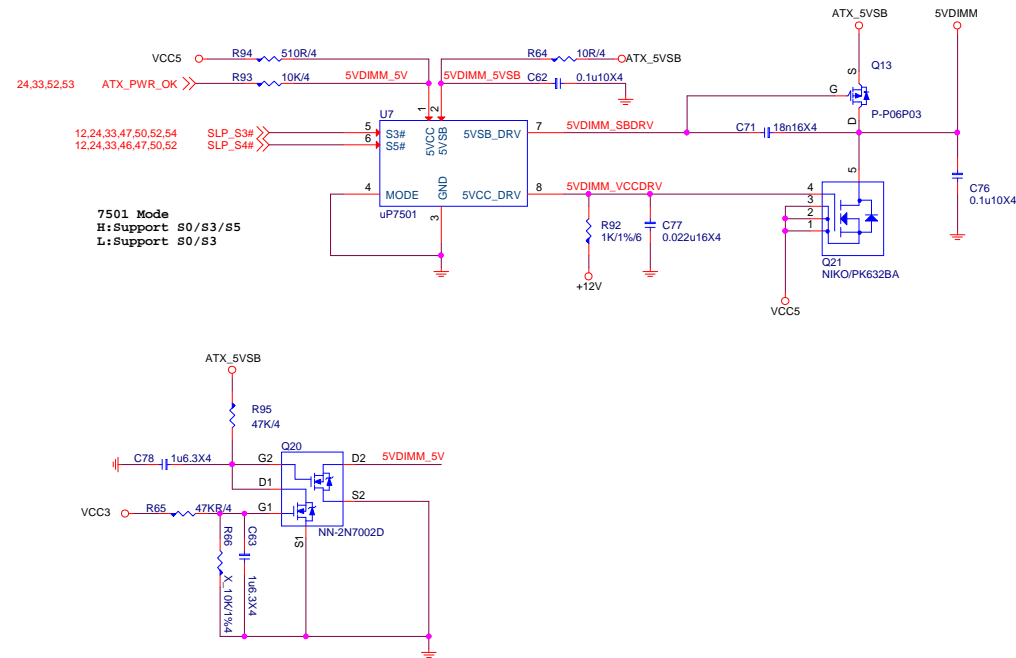 ATX_5VSB
5VDIMM
VCC5
R94
510R/4
R64
10R/4
ATX_5VSB
24,33,52,53
ATX_PWR_OK
R93
10K/4
5VDIMM_5V
5VDIMM_5VSB
C62
0.1u10X4
S
Q13
G
P-P06P03
D
U7
1
2
12,24,33,47,50,52,54
SLP_S3#
5
S3#
5VCC
5VSB
5VSB_DRV
7
5VDIMM_SBDRV
C71
18n16X4
12,24,33,46,47,50,52
SLP_S4#
6
S5#
5
C76
0.1u10X4
4
MODE
GND
5VCC_DRV
8
5VDIMM_VCCDRV
4
3
2
1
uP7501
3
7501 Mode
H:Support S0/S3/S5
L:Support S0/S3
R92
1K/1%/6
C77
0.022u16X4
+12V
Q21
NIKO/PK632BA
VCC5
ATX_5VSB
R95
47K/4
Q20
C78
1u6.3X4
G2
D2
5VDIMM_5V
D1
S2
VCC3
R65
47KR/4
G1
NN-2N7002D
R66
X_10K/1%4
C63
1u6.3X4
S1